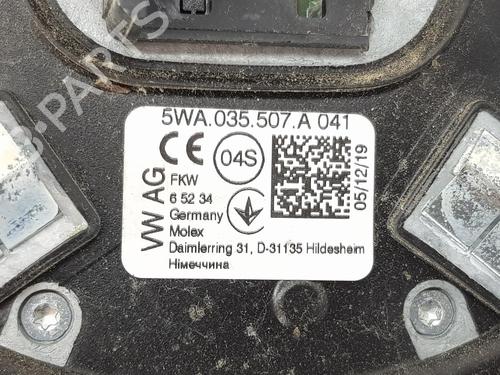 5WA.035.507.A 041
VW AG
CE
04S
FKW
6 52 34
Germany
Molex
Daimlerring 31, D-31135 Hildesheim
Німеччина
05/12/19
B-PARTS